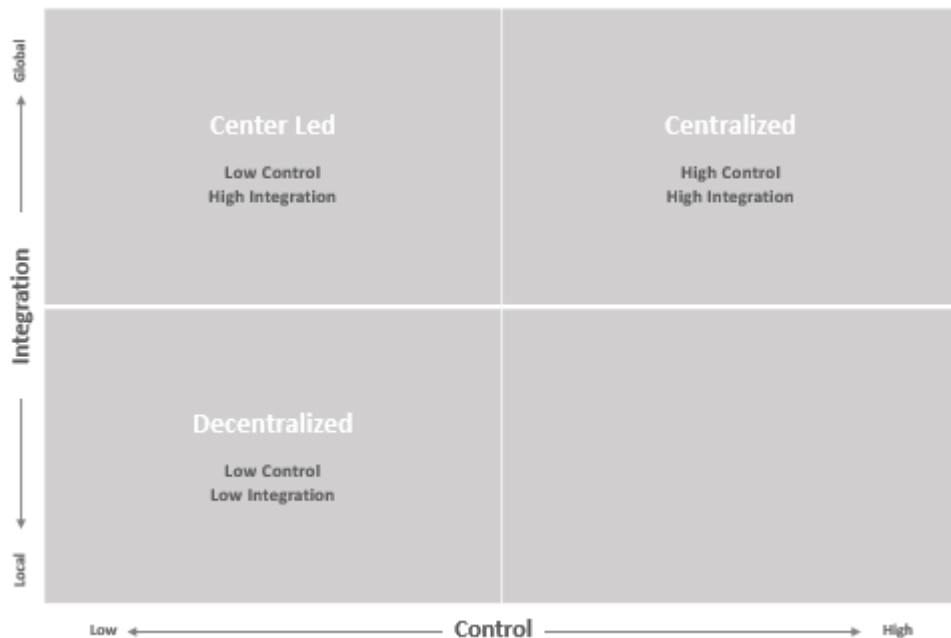 Global
Center Led
Low Control
High Integration
Centralized
High Control
High Integration
Integration
Decentralized
Low Control
Low Integration
Local
Low
Control
High